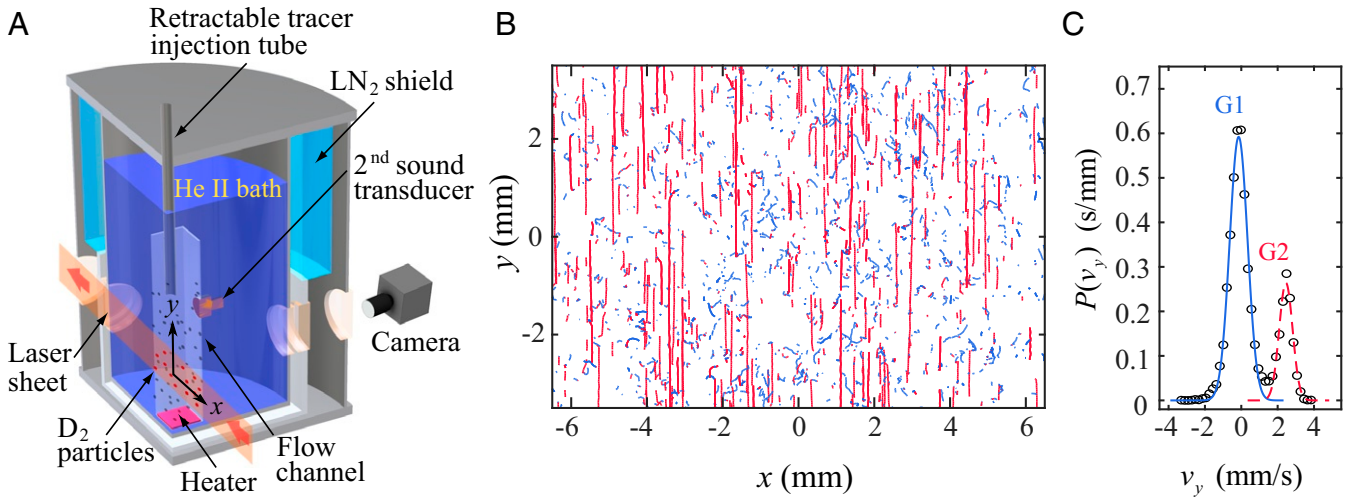 A
Retractable tracer
injection tube
LN₂ shield
He II bath
2ⁿᵈ sound
transducer
y
x
Camera
Laser
sheet
D₂
particles
Heater
Flow
channel
B
y (mm)
2
0
-2
-6
-4
-2
0
2
4
6
x (mm)
C
P(v_y) (s/mm)
0.7
0.6
0.5
0.4
0.3
0.2
0.1
0
G1
G2
-4
-2
0
2
4
v_y (mm/s)